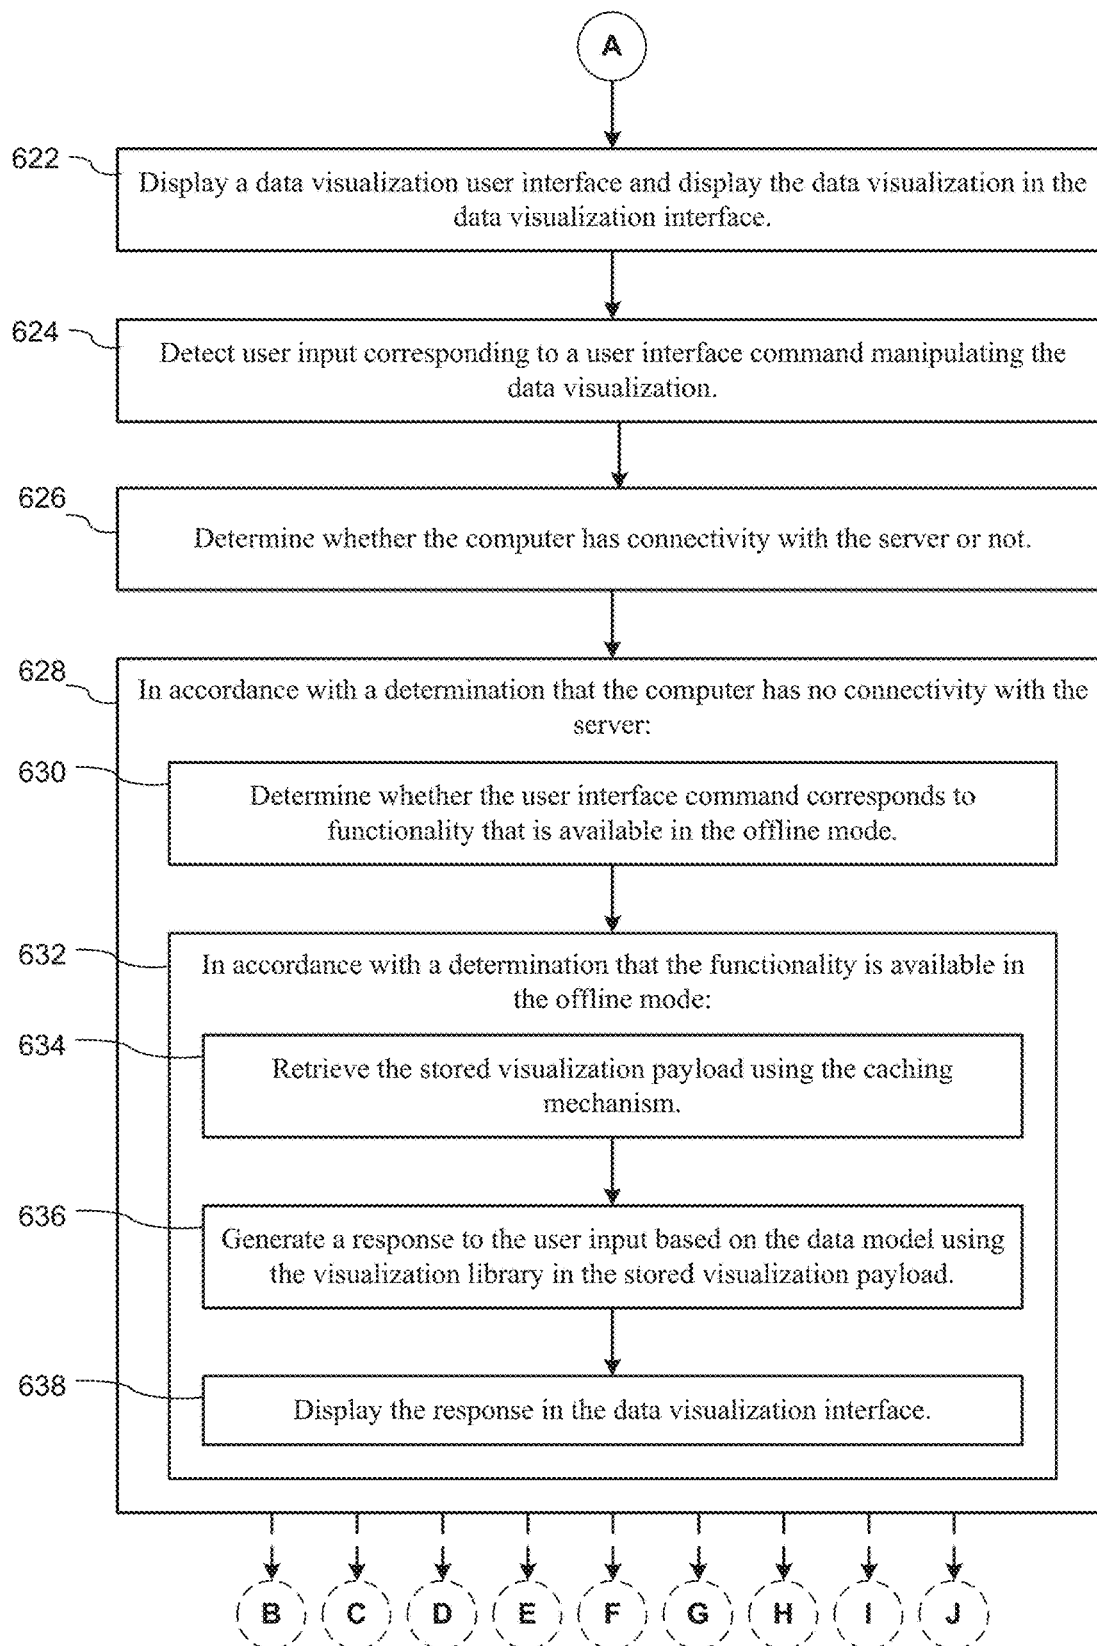 A
622
Display a data visualization user interface and display the data visualization in the
data visualization interface.
624
Detect user input corresponding to a user interface command manipulating the
data visualization.
626
Determine whether the computer has connectivity with the server or not.
628
In accordance with a determination that the computer has no connectivity with the
server:
630
Determine whether the user interface command corresponds to
functionality that is available in the offline mode.
632
In accordance with a determination that the functionality is available in
the offline mode:
634
Retrieve the stored visualization payload using the caching
mechanism.
636
Generate a response to the user input based on the data model using
the visualization library in the stored visualization payload.
638
Display the response in the data visualization interface.
B C D E F G H I J